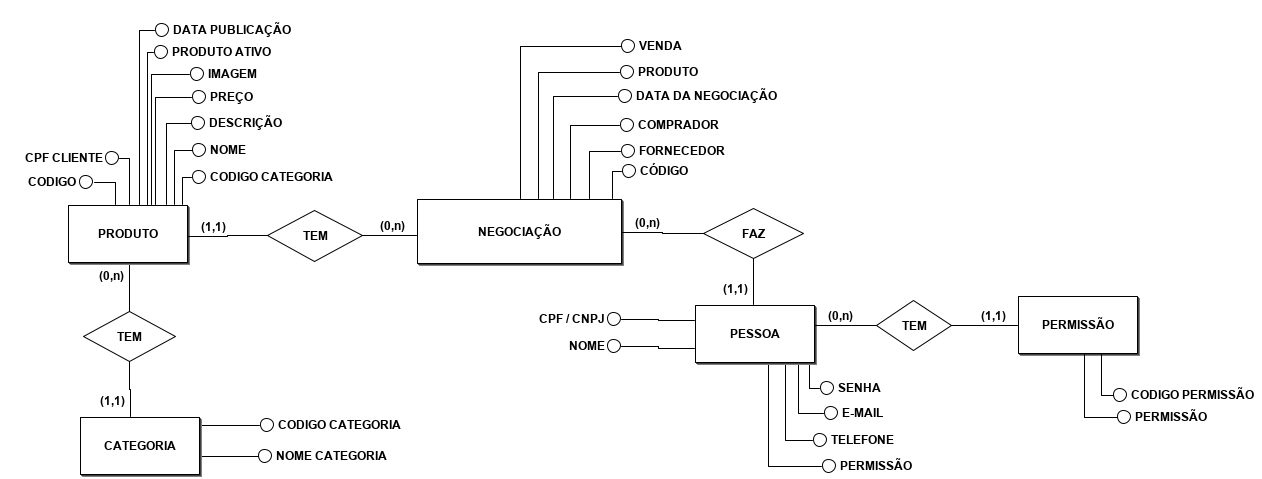 DATA PUBLICAÇÃO
PRODUTO ATIVO
IMAGEM
PREÇO
DESCRIÇÃO
NOME
CODIGO CATEGORIA
CPF CLIENTE
CODIGO
PRODUTO
(1,1)
TEM
(0,n)
VENDA
PRODUTO
DATA DA NEGOCIAÇÃO
COMPRADOR
FORNECEDOR
CÓDIGO
NEGOCIAÇÃO
(0,n)
FAZ
(1,1)
(0,n)
TEM
(1,1)
CATEGORIA
CODIGO CATEGORIA
NOME CATEGORIA
CPF / CNPJ
NOME
PESSOA
(0,n)
TEM
(1,1)
PERMISSÃO
SENHA
E-MAIL
TELEFONE
PERMISSÃO
CODIGO PERMISSÃO
PERMISSÃO